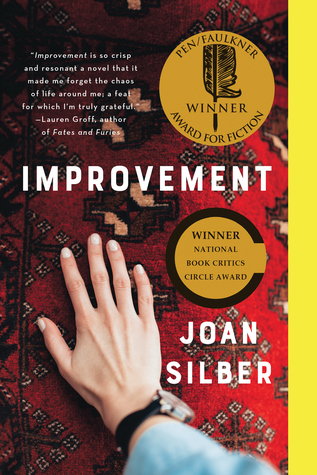 "Improvement is so crisp
and resonant a novel that it
made me forget the chaos
of life around me; a feat
for which I'm truly grateful."
—Lauren Groff, author
of Fates and Furies
PEN/FAULKNER
WINNER
AWARD FOR FICTION
IMPROVEMENT
WINNER
NATIONAL
BOOK CRITICS
CIRCLE AWARD
JOAN
SILBER